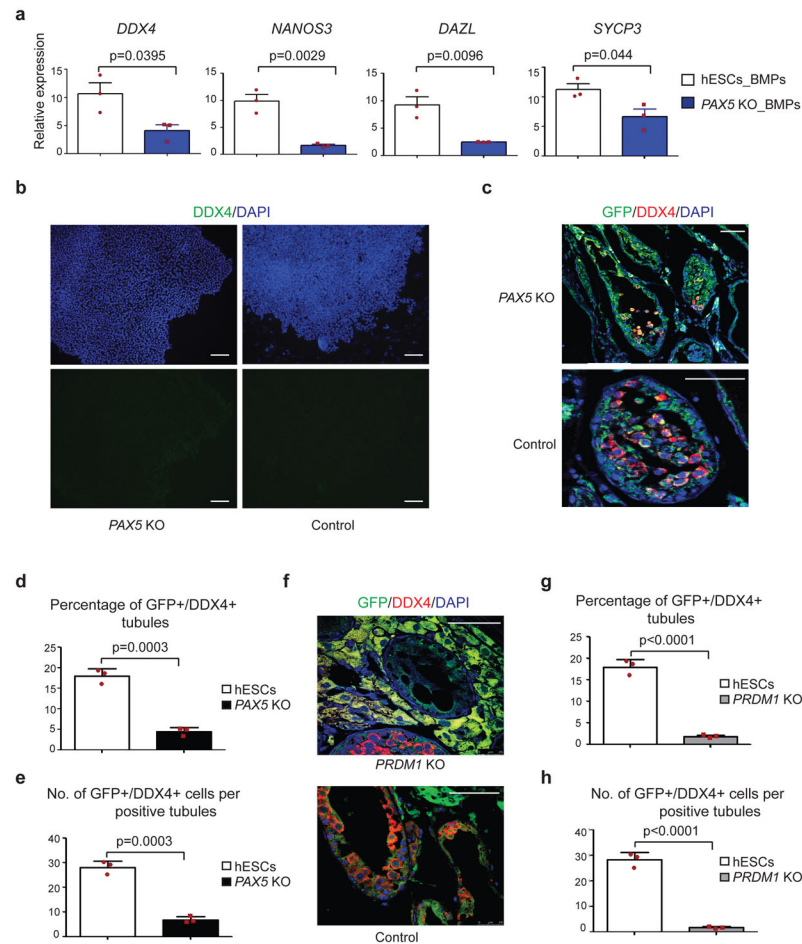 a
DDX4
NANOS3
DAZL
SYCP3
p=0.0395
p=0.0029
p=0.0096
p=0.044
Relative expression
15
10
5
0
15
10
5
0
15
10
5
0
15
10
5
0
hESCs_BMPs
PAX5 KO_BMPs
b
DDX4/DAPI
PAX5 KO
Control
c
GFP/DDX4/DAPI
PAX5 KO
Control
d
Percentage of GFP+/DDX4+
tubules
p=0.0003
25
20
15
10
5
0
hESCs
PAX5 KO
e
No. of GFP+/DDX4+ cells per
positive tubules
p=0.0003
40
30
20
10
0
hESCs
PAX5 KO
f
GFP/DDX4/DAPI
PRDM1 KO
Control
g
Percentage of GFP+/DDX4+
tubules
p<0.0001
25
20
15
10
5
0
hESCs
PRDM1 KO
h
No. of GFP+/DDX4+ cells per
positive tubules
p<0.0001
40
30
20
10
0
hESCs
PRDM1 KO